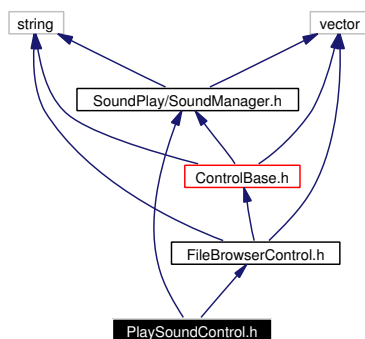 string
vector
SoundPlay/SoundManager.h
ControlBase.h
FileBrowserControl.h
PlaySoundControl.h